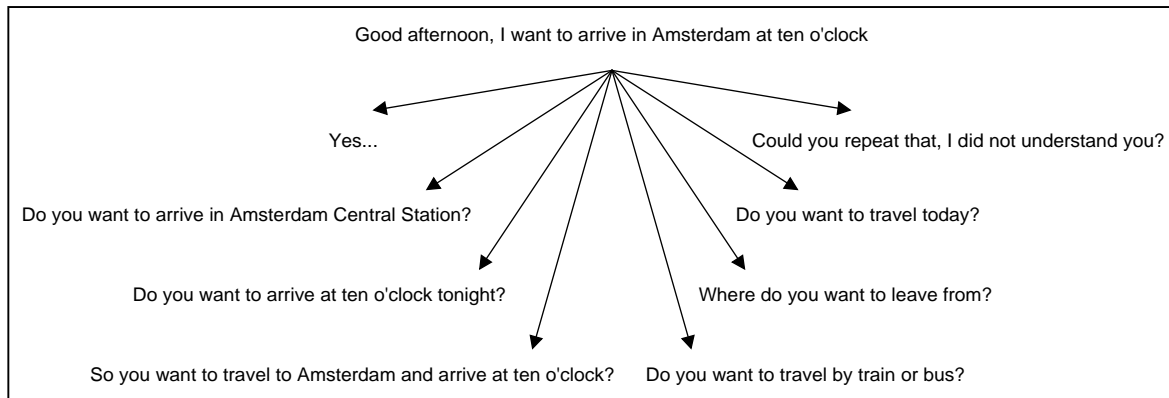 Good afternoon, I want to arrive in Amsterdam at ten o'clock
Yes...
Could you repeat that, I did not understand you?
Do you want to arrive in Amsterdam Central Station?
Do you want to travel today?
Do you want to arrive at ten o'clock tonight?
Where do you want to leave from?
So you want to travel to Amsterdam and arrive at ten o'clock?
Do you want to travel by train or bus?